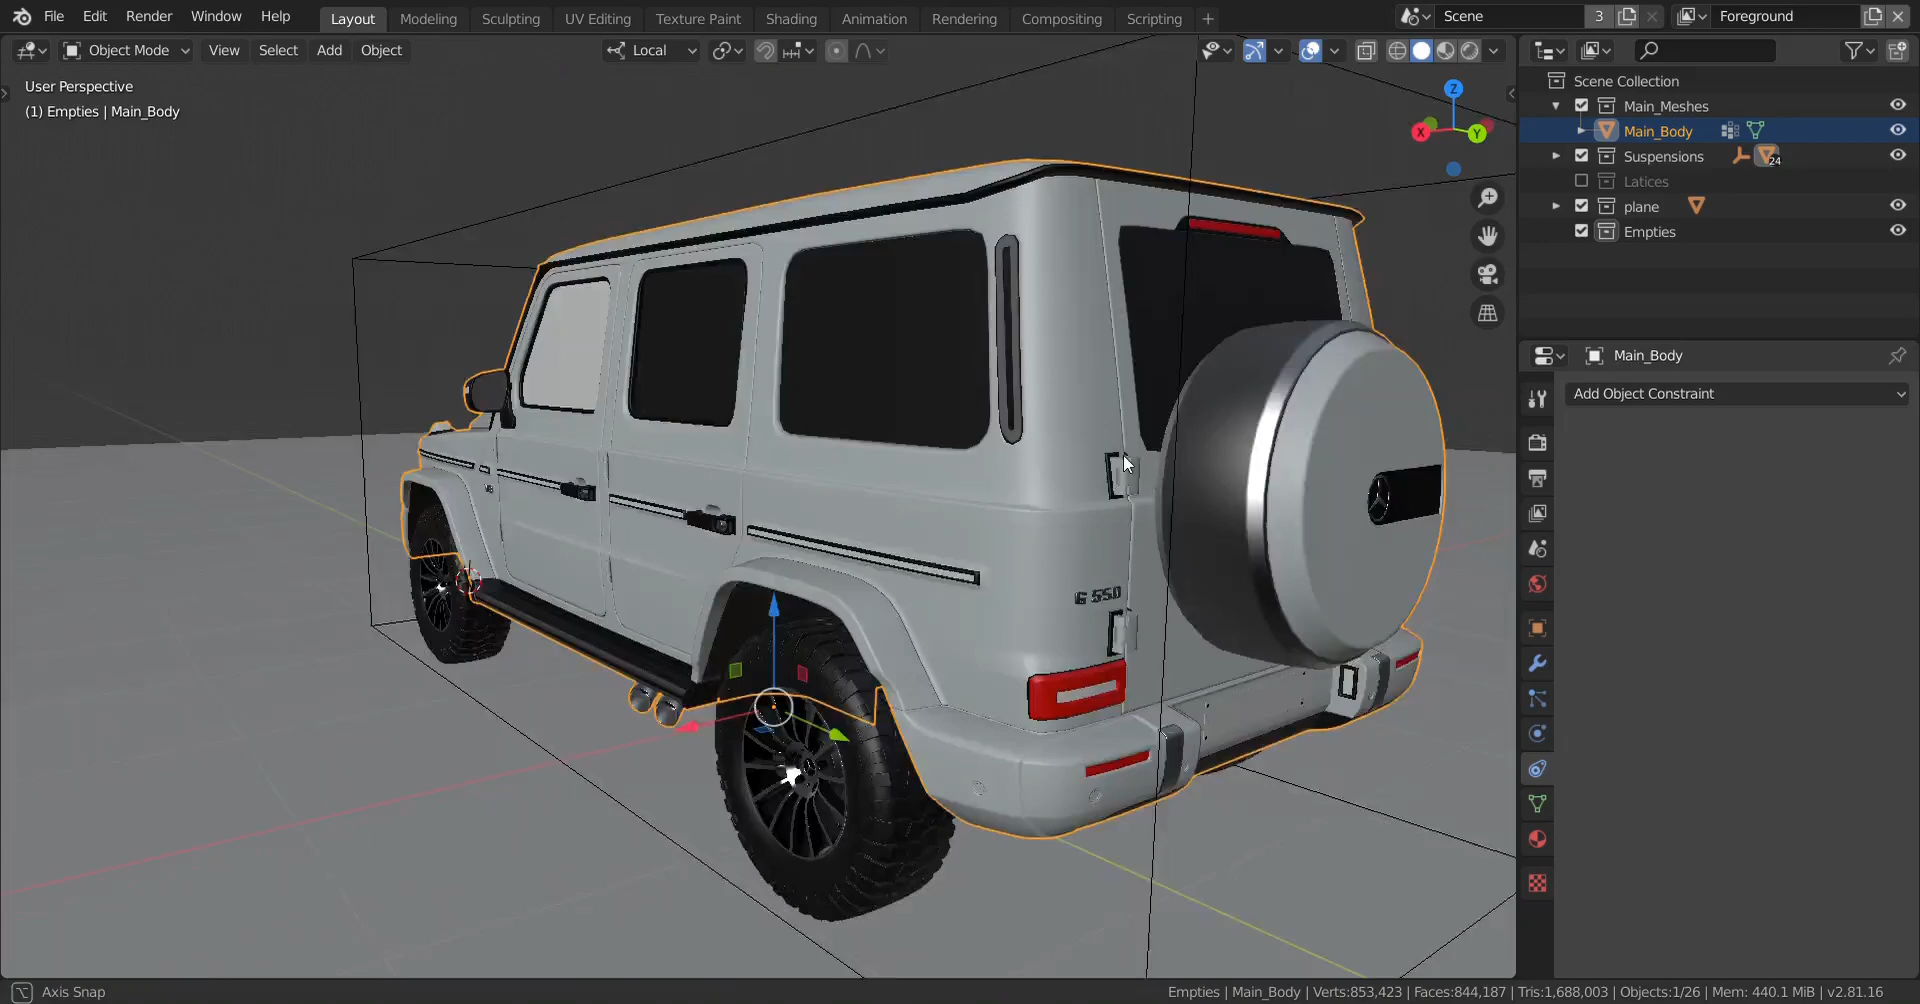 File Edit Render Window Help
Layout Modeling Sculpting UV Editing Texture Paint Shading Animation Rendering Compositing Scripting +
Scene 3 Foreground
Object Mode View Select Add Object Local
User Perspective
(1) Empties | Main_Body
Z
X Y
Scene Collection
Main_Meshes
Main_Body
Suspensions 24
Latices
plane
Empties
Main_Body
Add Object Constraint
G 550
Axis Snap
Empties | Main_Body | Verts:853,423 | Faces:844,187 | Tris:1,688,003 | Objects:1/26 | Mem: 440.1 MiB | v2.81.16